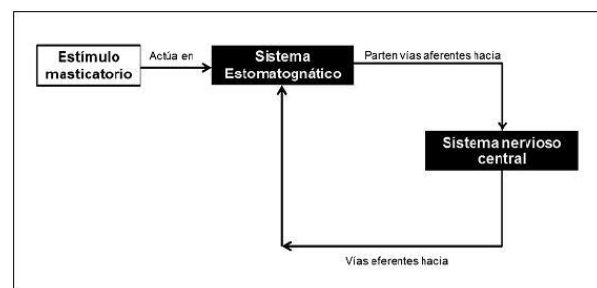 Estímulo
masticatorio
Actúa en
Sistema
Estomatognático
Parten vías aferentes hacia
Sistema nervioso
central
Vías eferentes hacia